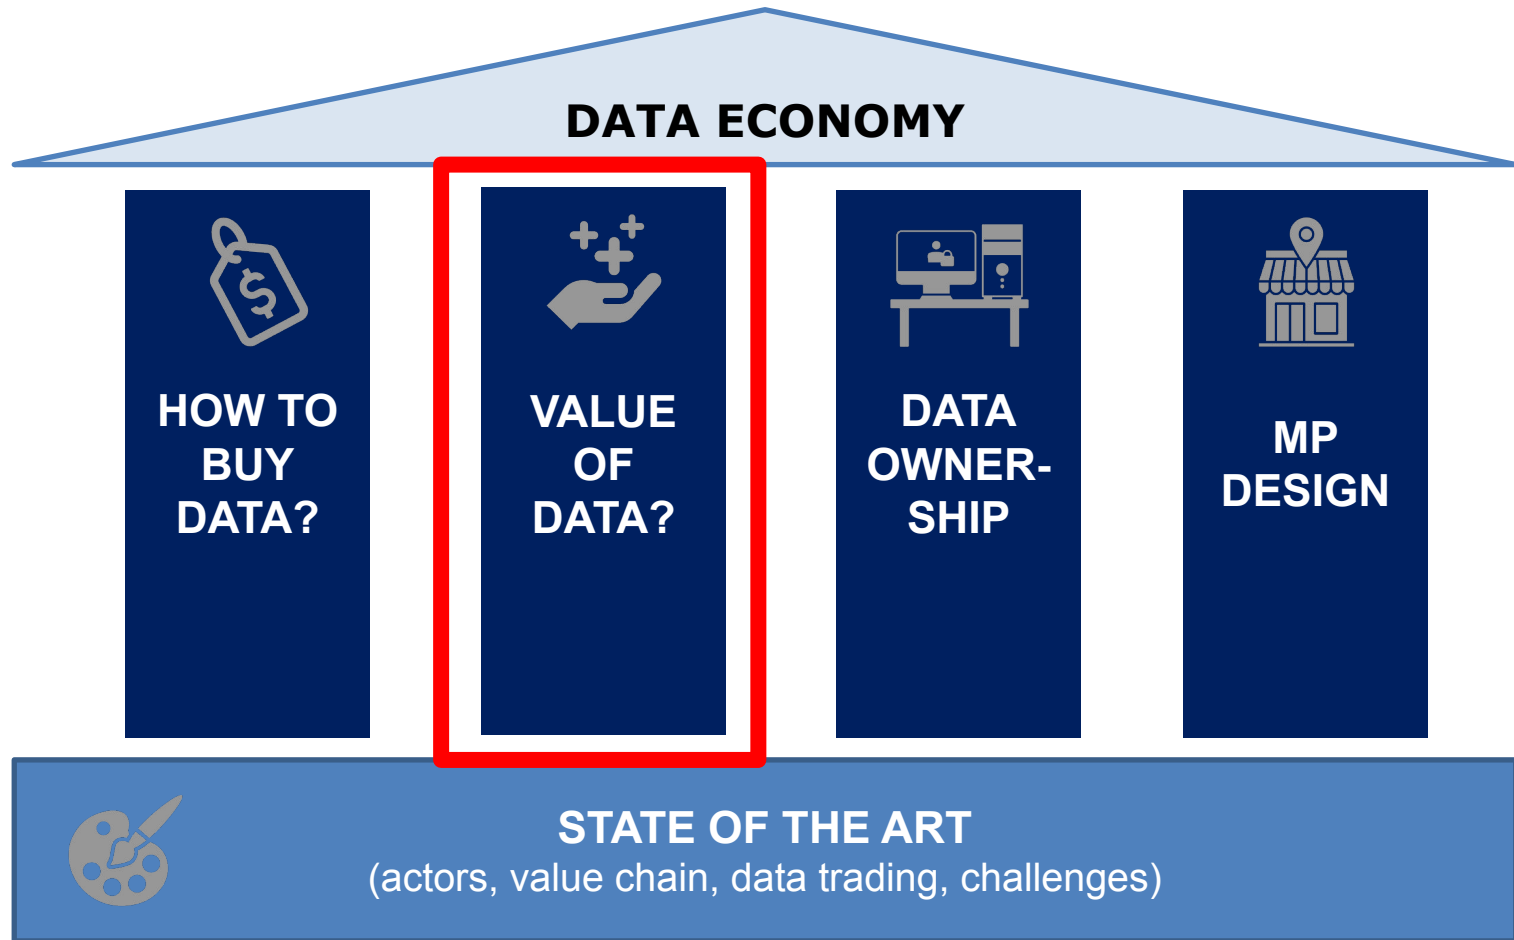 DATA ECONOMY
$
HOW TO
BUY
DATA?
VALUE
OF
DATA?
DATA
OWNER-
SHIP
MP
DESIGN
STATE OF THE ART
(actors, value chain, data trading, challenges)